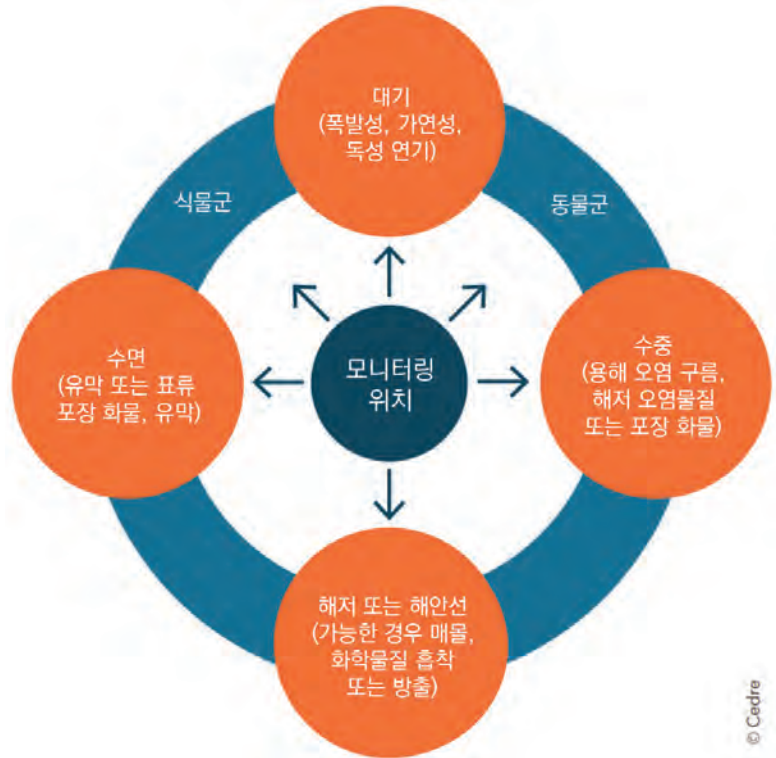 대기
(폭발성, 가연성,
독성 연기)
식물군
동물군
수면
(유막 또는 표류
포장 화물, 유막)
모니터링
위치
수중
(용해 오염 구름,
해저 오염물질
또는 포장 화물)
해저 또는 해안선
(가능한 경우 매몰,
화학물질 흡착
또는 방출)
© Cedre